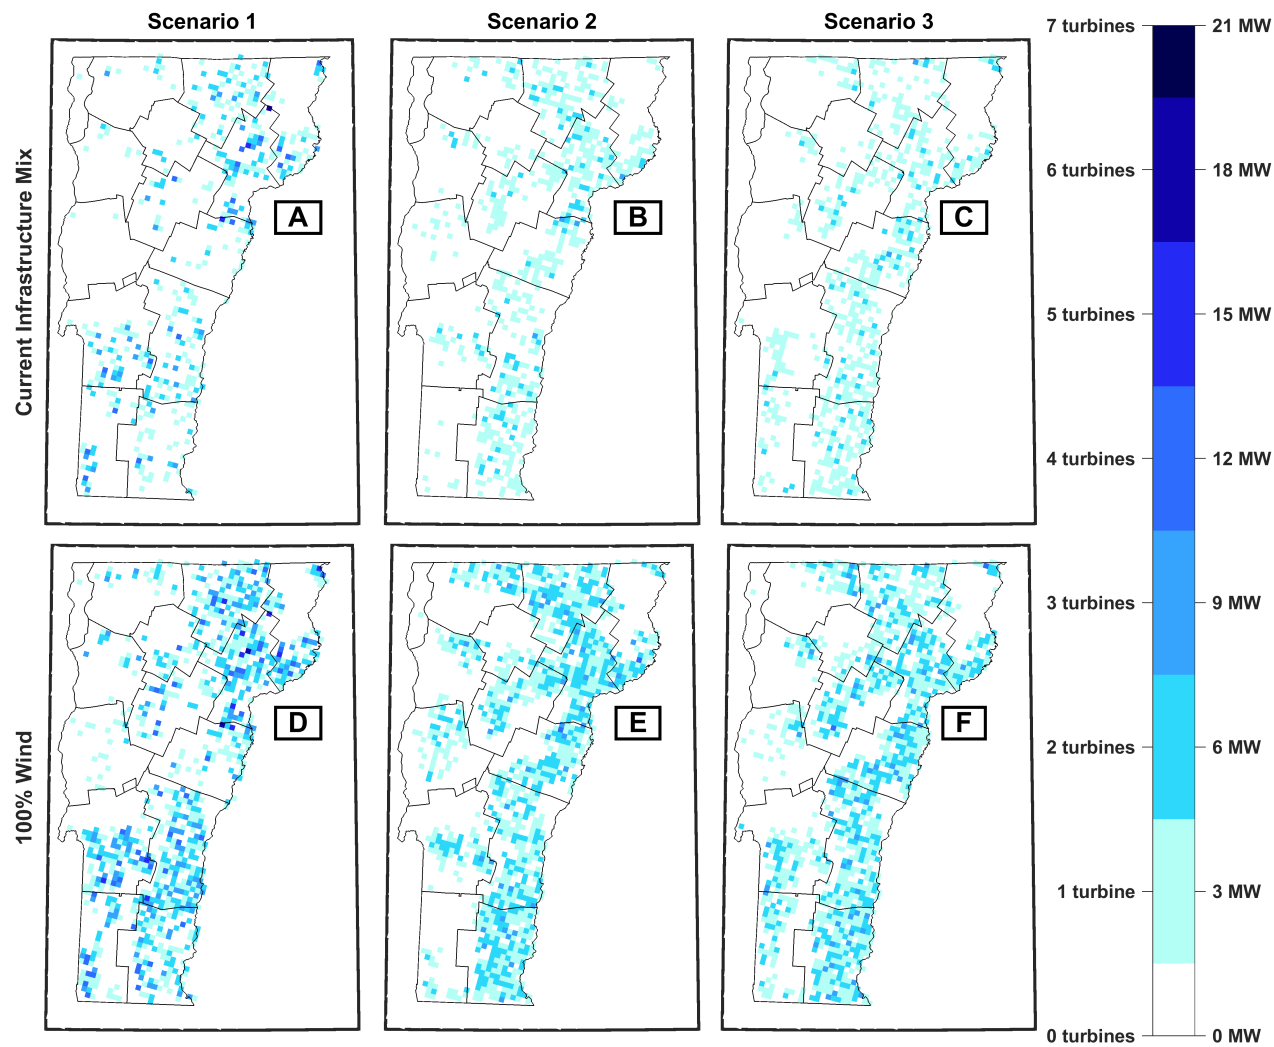 Scenario 1
Scenario 2
Scenario 3
Current Infrastructure Mix
A
B
C
100% Wind
D
E
F
7 turbines
21 MW
6 turbines
18 MW
5 turbines
15 MW
4 turbines
12 MW
3 turbines
9 MW
2 turbines
6 MW
1 turbine
3 MW
0 turbines
0 MW